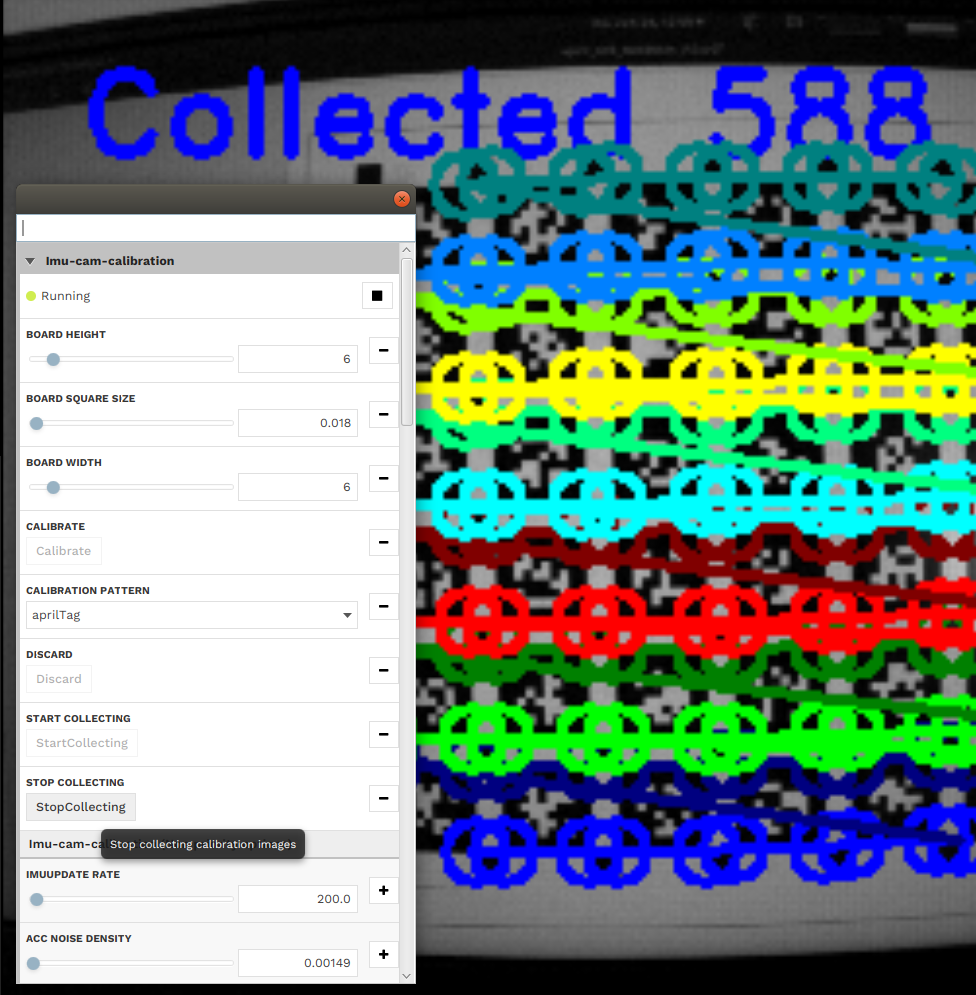 Collected 588
Imu-cam-calibration
Running
BOARD HEIGHT
6
BOARD SQUARE SIZE
0.018
BOARD WIDTH
6
CALIBRATE
Calibrate
CALIBRATION PATTERN
aprilTag
DISCARD
Discard
START COLLECTING
StartCollecting
STOP COLLECTING
StopCollecting
Imu-cam-ca
Stop collecting calibration images
IMUUPDATE RATE
200.0
ACC NOISE DENSITY
0.00149